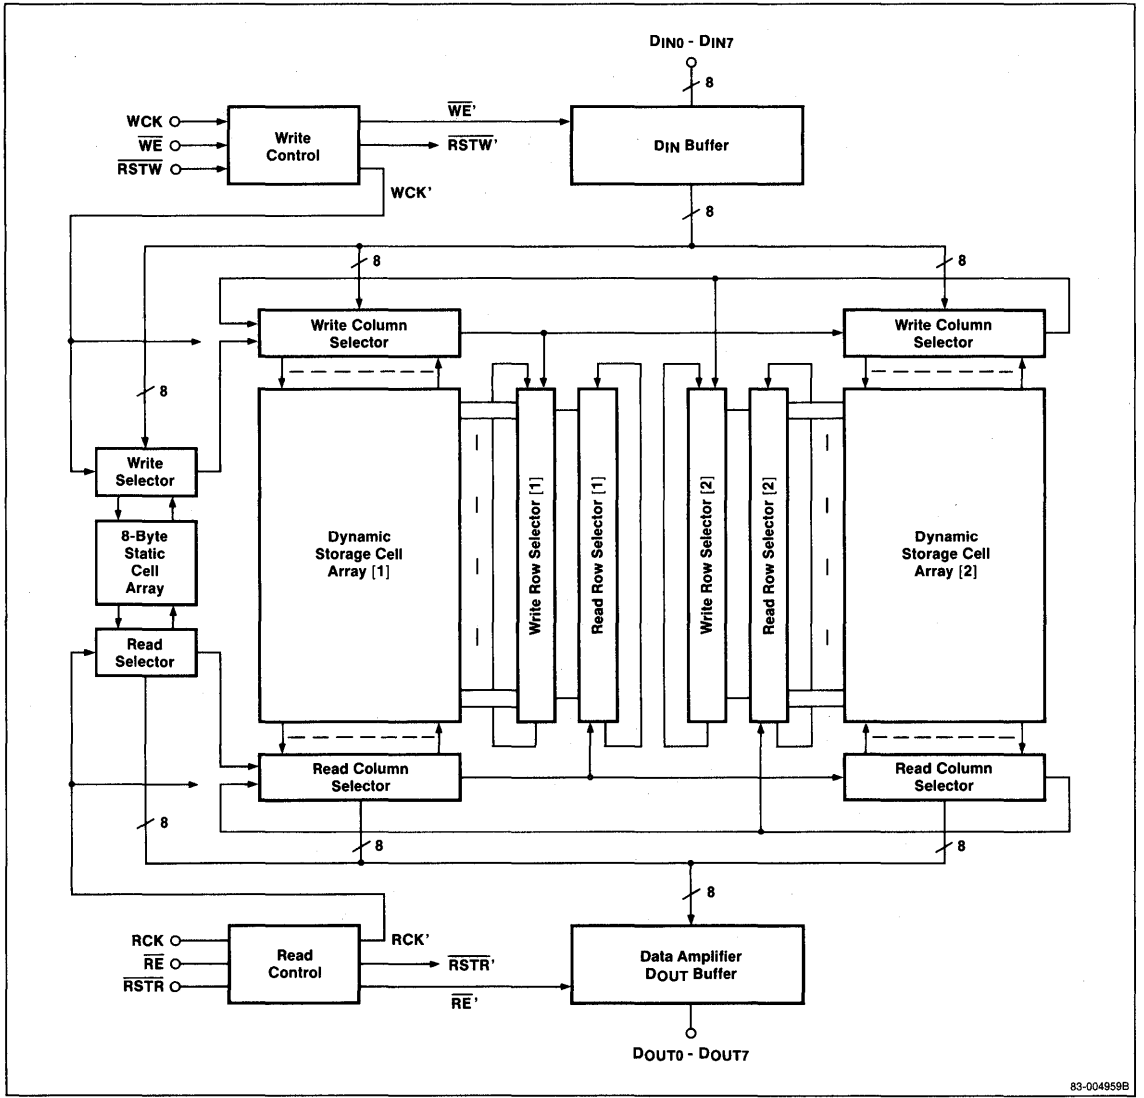 DIN0 - DIN7
8
WCK
WE
RSTW
Write
Control
WE'
RSTW'
WCK'
DIN Buffer
8
8
8
Write Column
Selector
Write Column
Selector
8
Write
Selector
8-Byte
Static
Cell
Array
Read
Selector
Dynamic
Storage Cell
Array [1]
Write Row Selector [1]
Read Row Selector [1]
Write Row Selector [2]
Read Row Selector [2]
Dynamic
Storage Cell
Array [2]
Read Column
Selector
Read Column
Selector
8
8
8
8
RCK
RE
RSTR
Read
Control
RCK'
RSTR'
RE'
Data Amplifier
DOUT Buffer
DOUT0 - DOUT7
83-004959B